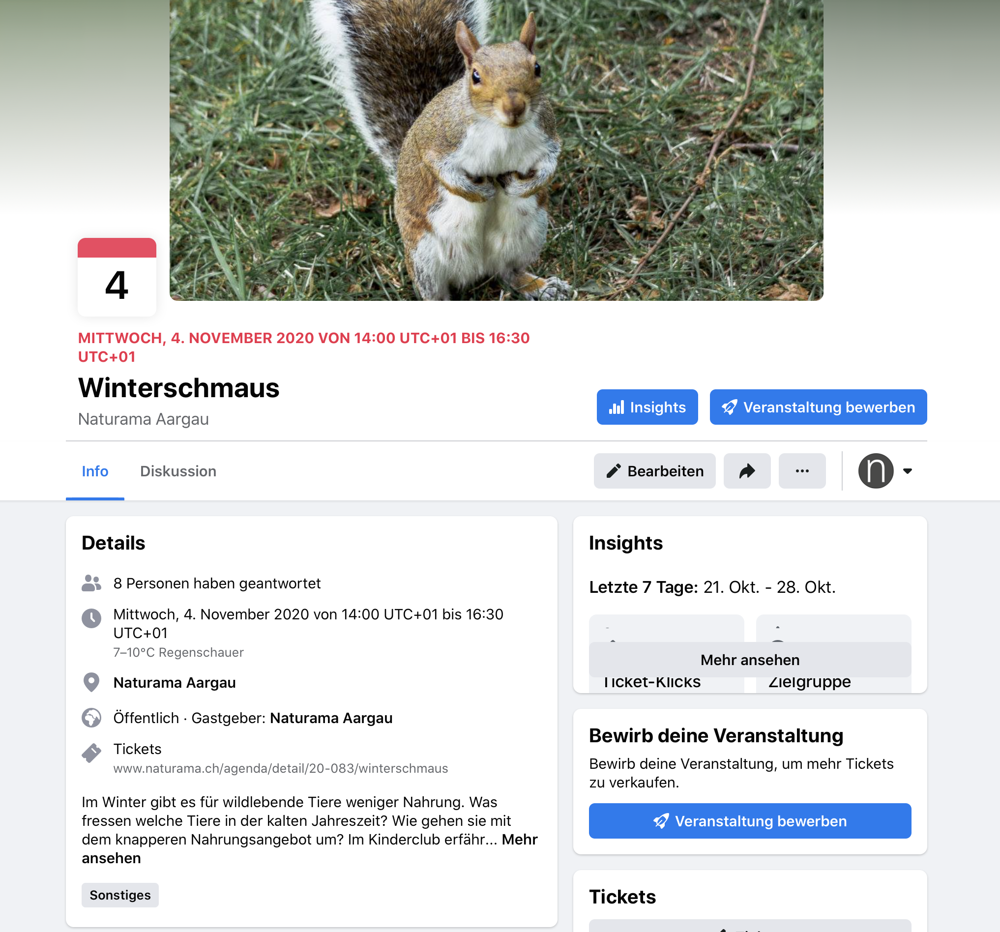 4
MITTWOCH, 4. NOVEMBER 2020 VON 14:00 UTC+01 BIS 16:30
UTC+01
Winterschmaus
Naturama Aargau
Insights
Veranstaltung bewerben
Info
Diskussion
Bearbeiten
n
Details
8 Personen haben geantwortet
Mittwoch, 4. November 2020 von 14:00 UTC+01 bis 16:30
UTC+01
7–10°C Regenschauer
Naturama Aargau
Öffentlich · Gastgeber: Naturama Aargau
Tickets
www.naturama.ch/agenda/detail/20-083/winterschmaus
Im Winter gibt es für wildlebende Tiere weniger Nahrung. Was
fressen welche Tiere in der kalten Jahreszeit? Wie gehen sie mit
dem knapperen Nahrungsangebot um? Im Kinderclub erfähr... Mehr
ansehen
Sonstiges
Insights
Letzte 7 Tage: 21. Okt. - 28. Okt.
Mehr ansehen
Ticket-Klicks
Zielgruppe
Bewirb deine Veranstaltung
Bewirb deine Veranstaltung, um mehr Tickets
zu verkaufen.
Veranstaltung bewerben
Tickets